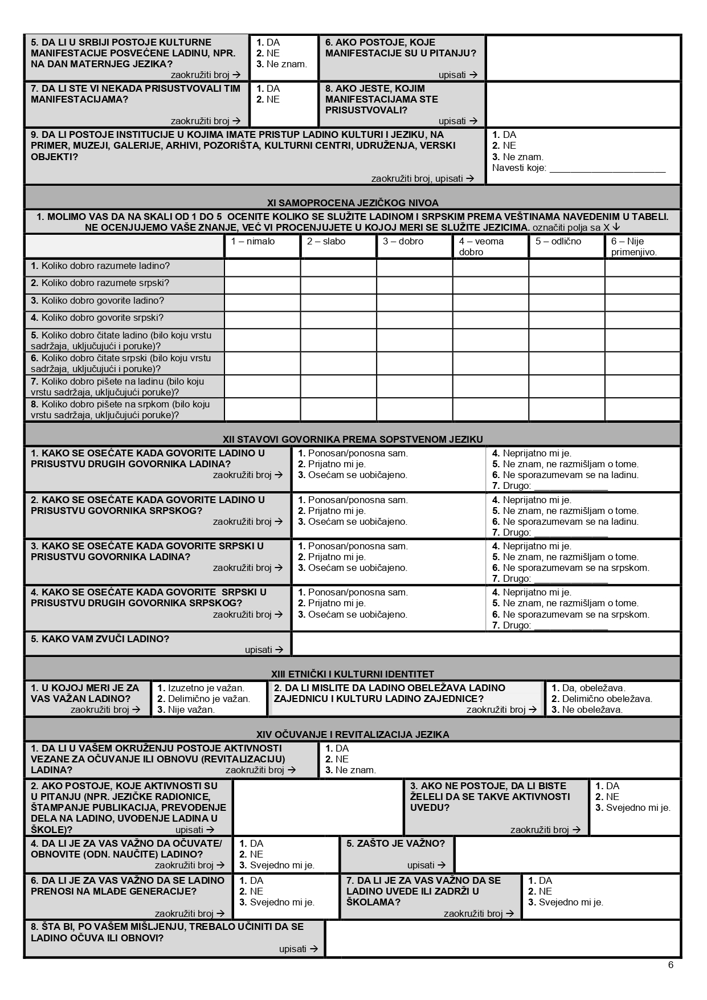 5. DA LI U SRBIJI POSTOJE KULTURNE
MANIFESTACIJE POSVEĆENE LADINU, NPR.
NA DAN MATERNJEG JEZIKA?
zaokružiti broj →
1. DA
2. NE
3. Ne znam.
6. AKO POSTOJE, KOJE
MANIFESTACIJE SU U PITANJU?
upisati →
7. DA LI STE VI NEKADA PRISUSTVOVALI TIM
MANIFESTACIJAMA?
zaokružiti broj →
1. DA
2. NE
8. AKO JESTE, KOJIM
MANIFESTACIJAMA STE
PRISUSTVOVALI?
upisati →
9. DA LI POSTOJE INSTITUCIJE U KOJIMA IMATE PRISTUP LADINO KULTURI I JEZIKU, NA
PRIMER, MUZEJI, GALERIJE, ARHIVI, POZORIŠTA, KULTURNI CENTRI, UDRUŽENJA, VERSKI
OBJEKTI?
zaokružiti broj, upisati →
1. DA
2. NE
3. Ne znam.
Navesti koje: ______________________
XI SAMOPROCENA JEZIČKOG NIVOA
1. MOLIMO VAS DA NA SKALI OD 1 DO 5 OCENITE KOLIKO SE SLUŽITE LADINOM I SRPSKIM PREMA VEŠTINAMA NAVEDENIM U TABELI.
NE OCENJUJEMO VAŠE ZNANJE, VEĆ VI PROCENJUJETE U KOJOJ MERI SE SLUŽITE JEZICIMA. označiti polja sa X ↓
1 – nimalo
2 – slabo
3 – dobro
4 – veoma
dobro
5 – odlično
6 – Nije
primenjivo.
1. Koliko dobro razumete ladino?
2. Koliko dobro razumete srpski?
3. Koliko dobro govorite ladino?
4. Koliko dobro govorite srpski?
5. Koliko dobro čitate ladino (bilo koju vrstu
sadržaja, uključujući i poruke)?
6. Koliko dobro čitate srpski (bilo koju vrstu
sadržaja, uključujući i poruke)?
7. Koliko dobro pišete na ladinu (bilo koju
vrstu sadržaja, uključujući poruke)?
8. Koliko dobro pišete na srpkom (bilo koju
vrstu sadržaja, uključujući poruke)?
XII STAVOVI GOVORNIKA PREMA SOPSTVENOM JEZIKU
1. KAKO SE OSEĆATE KADA GOVORITE LADINO U
PRISUSTVU DRUGIH GOVORNIKA LADINA?
zaokružiti broj →
1. Ponosan/ponosna sam.
2. Prijatno mi je.
3. Osećam se uobičajeno.
4. Neprijatno mi je.
5. Ne znam, ne razmišljam o tome.
6. Ne sporazumevam se na ladinu.
7. Drugo: ______________
2. KAKO SE OSEĆATE KADA GOVORITE LADINO U
PRISUSTVU GOVORNIKA SRPSKOG?
zaokružiti broj →
1. Ponosan/ponosna sam.
2. Prijatno mi je.
3. Osećam se uobičajeno.
4. Neprijatno mi je.
5. Ne znam, ne razmišljam o tome.
6. Ne sporazumevam se na ladinu.
7. Drugo: ______________
3. KAKO SE OSEĆATE KADA GOVORITE SRPSKI U
PRISUSTVU GOVORNIKA LADINA?
zaokružiti broj →
1. Ponosan/ponosna sam.
2. Prijatno mi je.
3. Osećam se uobičajeno.
4. Neprijatno mi je.
5. Ne znam, ne razmišljam o tome.
6. Ne sporazumevam se na srpskom.
7. Drugo: ______________
4. KAKO SE OSEĆATE KADA GOVORITE SRPSKI U
PRISUSTVU DRUGIH GOVORNIKA SRPSKOG?
zaokružiti broj →
1. Ponosan/ponosna sam.
2. Prijatno mi je.
3. Osećam se uobičajeno.
4. Neprijatno mi je.
5. Ne znam, ne razmišljam o tome.
6. Ne sporazumevam se na srpskom.
7. Drugo: ______________
5. KAKO VAM ZVUČI LADINO?
upisati →
XIII ETNIČKI I KULTURNI IDENTITET
1. U KOJOJ MERI JE ZA
VAS VAŽAN LADINO?
zaokružiti broj →
1. Izuzetno je važan.
2. Delimično je važan.
3. Nije važan.
2. DA LI MISLITE DA LADINO OBELEŽAVA LADINO
ZAJEDNICU I KULTURU LADINO ZAJEDNICE?
zaokružiti broj →
1. Da, obeležava.
2. Delimično obeležava.
3. Ne obeležava.
XIV OČUVANJE I REVITALIZACIJA JEZIKA
1. DA LI U VAŠEM OKRUŽENJU POSTOJE AKTIVNOSTI
VEZANE ZA OČUVANJE ILI OBNOVU (REVITALIZACIJU)
LADINA? zaokružiti broj →
1. DA
2. NE
3. Ne znam.
2. AKO POSTOJE, KOJE AKTIVNOSTI SU
U PITANJU (NPR. JEZIČKE RADIONICE,
ŠTAMPANJE PUBLIKACIJA, PREVOĐENJE
DELA NA LADINO, UVOĐENJE LADINA U
ŠKOLE)? upisati →
3. AKO NE POSTOJE, DA LI BISTE
ŽELELI DA SE TAKVE AKTIVNOSTI
UVEDU?
zaokružiti broj →
1. DA
2. NE
3. Svejedno mi je.
4. DA LI JE ZA VAS VAŽNO DA OČUVATE/
OBNOVITE (ODN. NAUČITE) LADINO?
zaokružiti broj →
1. DA
2. NE
3. Svejedno mi je.
5. ZAŠTO JE VAŽNO?
upisati →
6. DA LI JE ZA VAS VAŽNO DA SE LADINO
PRENOSI NA MLAĐE GENERACIJE?
zaokružiti broj →
1. DA
2. NE
3. Svejedno mi je.
7. DA LI JE ZA VAS VAŽNO DA SE
LADINO UVEDE ILI ZADRŽI U
ŠKOLAMA?
zaokružiti broj →
1. DA
2. NE
3. Svejedno mi je.
8. ŠTA BI, PO VAŠEM MIŠLJENJU, TREBALO UČINITI DA SE
LADINO OČUVA ILI OBNOVI?
upisati →
6